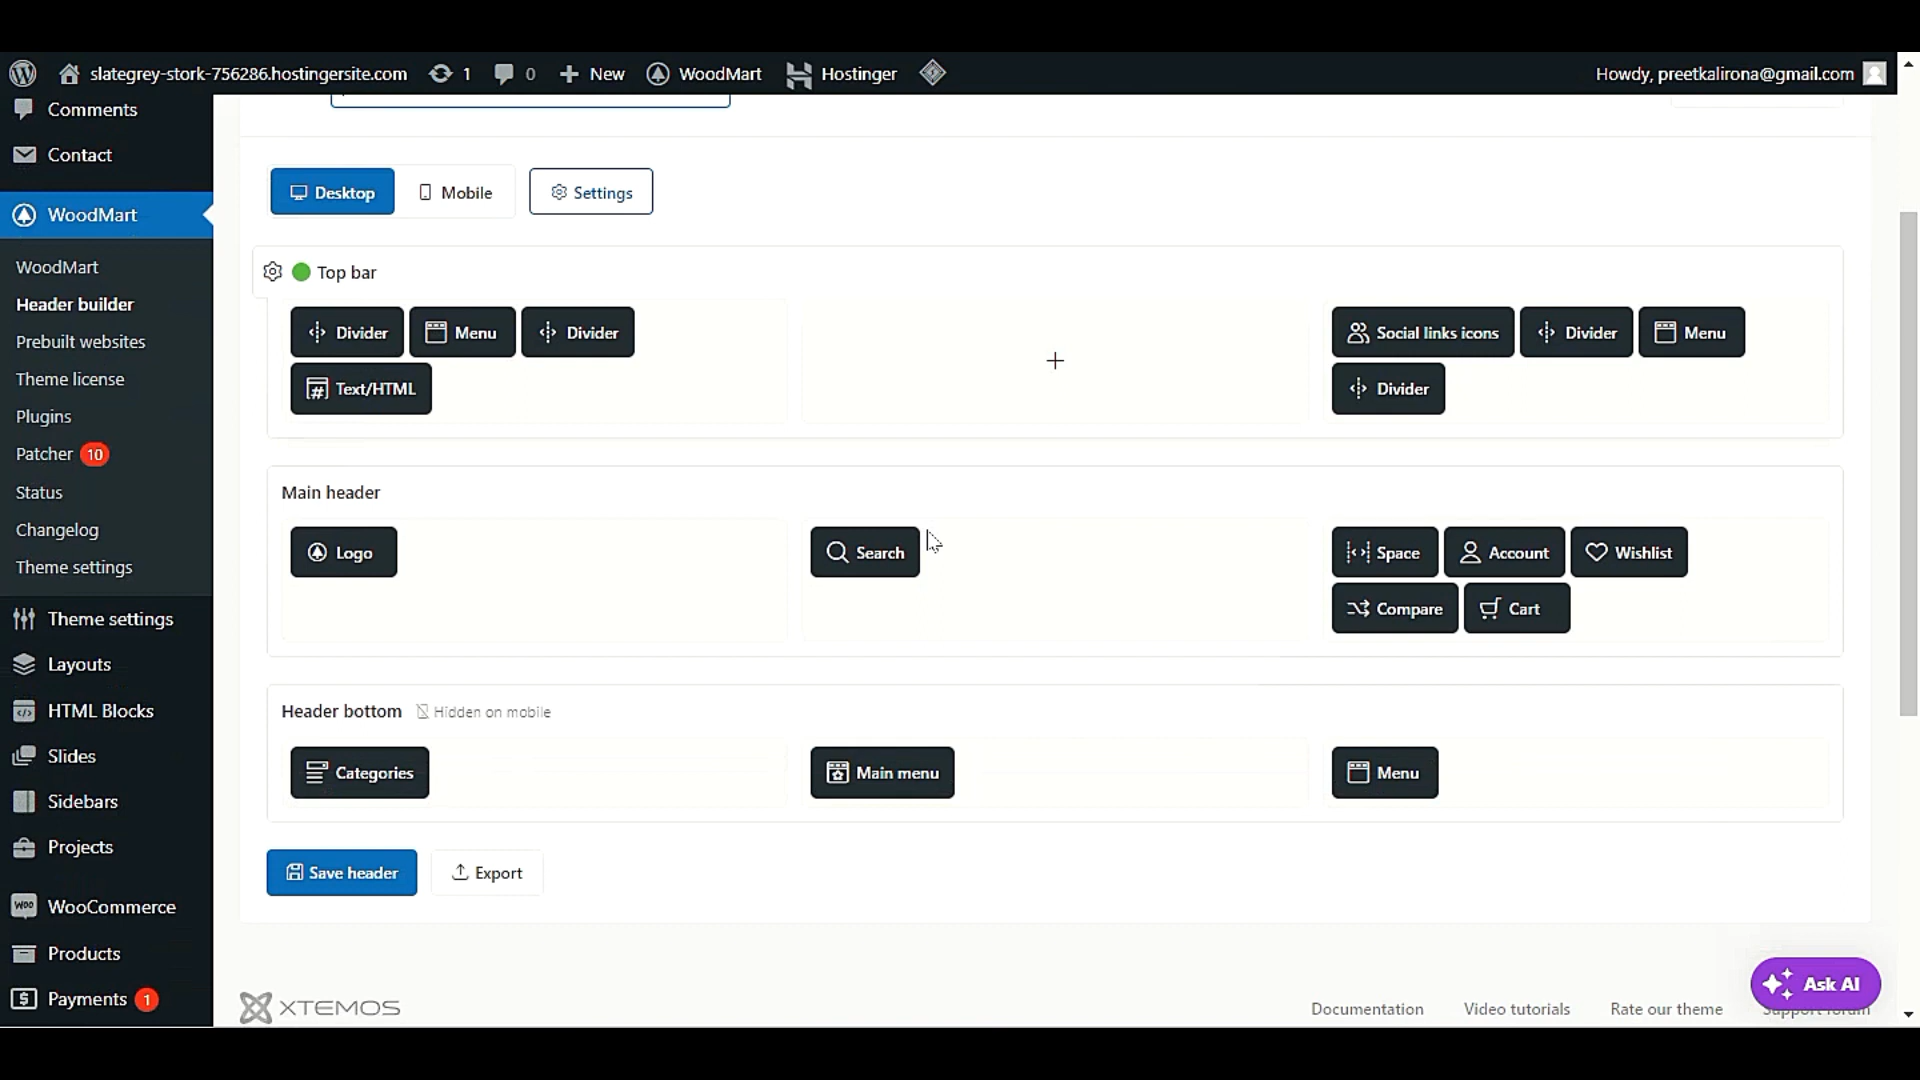 slategrey-stork-756286.hostingersite.com 1 0 New WoodMart Hostinger Howdy, preetkalirona@gmail.com
Comments
Contact
WoodMart
WoodMart
Header builder
Prebuilt websites
Theme license
Plugins
Patcher 10
Status
Changelog
Theme settings
Theme settings
Layouts
HTML Blocks
Slides
Sidebars
Projects
WooCommerce
Products
Payments 1
Desktop Mobile Settings
Top bar
Divider Menu Divider
Text/HTML
Social links icons Divider Menu
Divider
Main header
Logo
Search
Space Account Wishlist
Compare Cart
Header bottom Hidden on mobile
Categories
Main menu
Menu
Save header Export
XTEMOS
Documentation Video tutorials Rate our theme Support forum
Ask AI